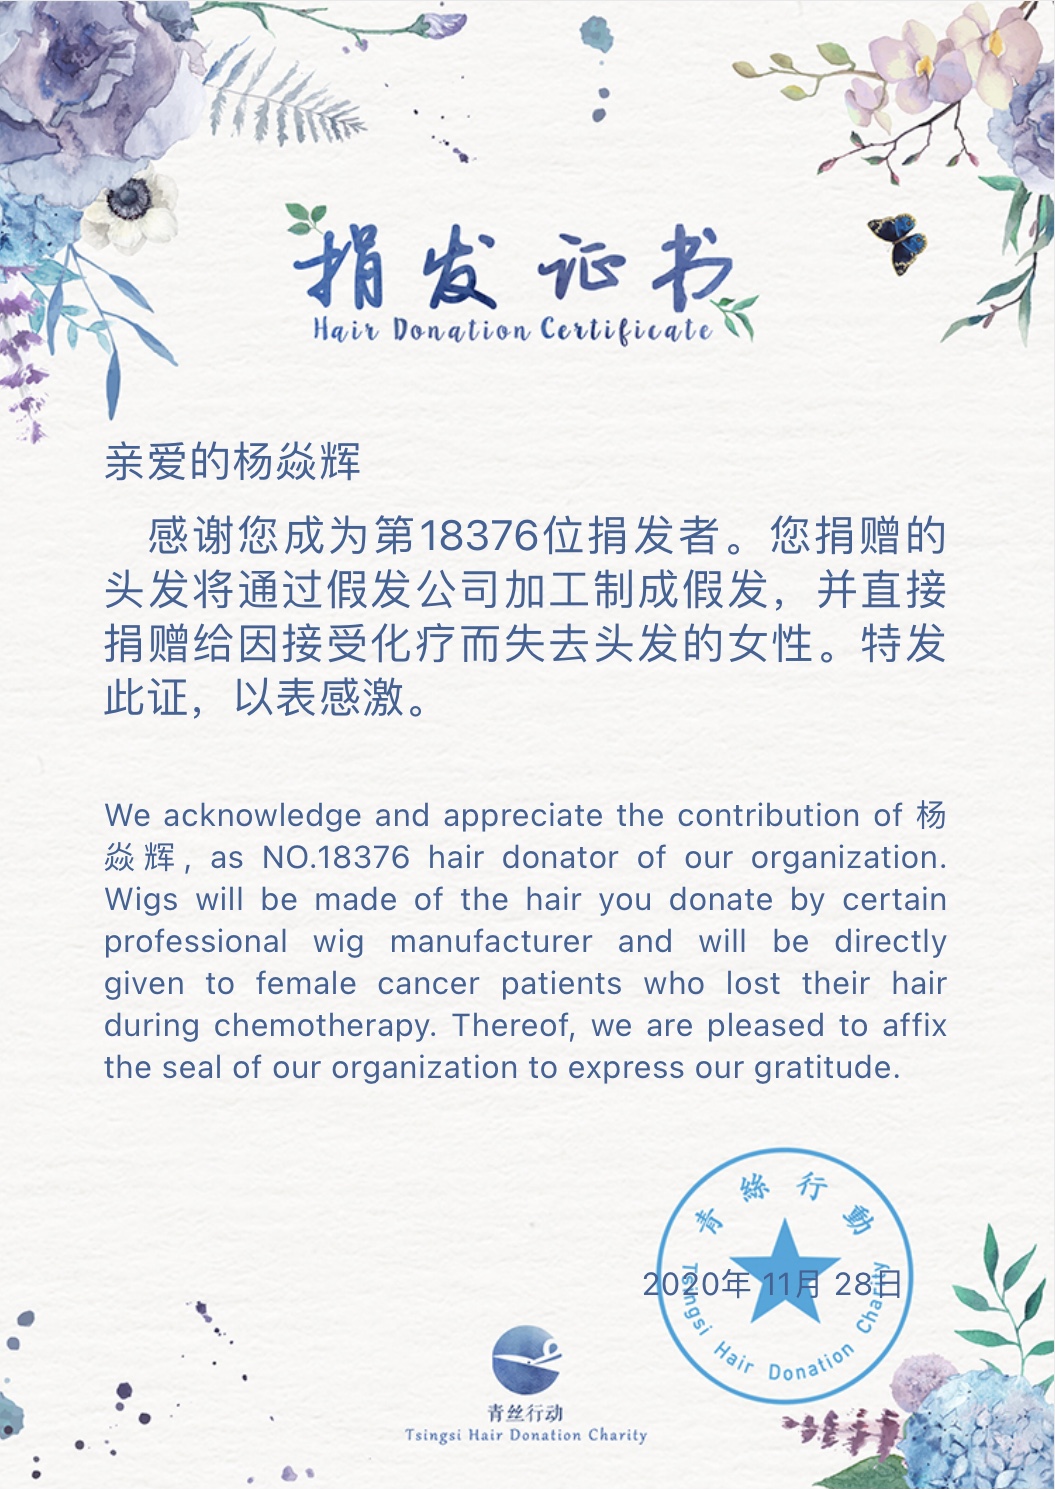 捐发证书
Hair Donation Certificate
亲爱的杨焱辉
感谢您成为第18376位捐发者。您捐赠的
头发将通过假发公司加工制成假发，并直接
捐赠给因接受化疗而失去头发的女性。特发
此证，以表感激。
We acknowledge and appreciate the contribution of 杨
焱辉, as NO.18376 hair donator of our organization.
Wigs will be made of the hair you donate by certain
professional wig manufacturer and will be directly
given to female cancer patients who lost their hair
during chemotherapy. Thereof, we are pleased to affix
the seal of our organization to express our gratitude.
青絲行動
2020年 11月 28日
Tsingsi Hair Donation Charity
青丝行动
Tsingsi Hair Donation Charity